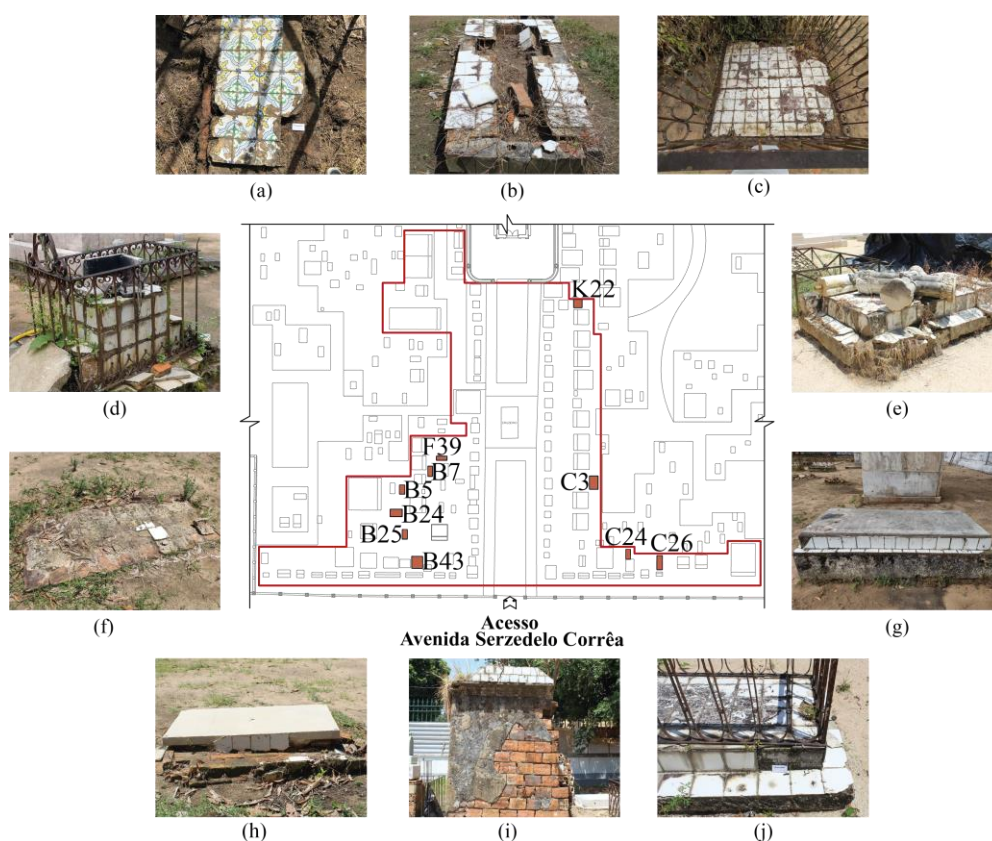 (a)
(b)
(c)
(d)
K22
(e)
F39
B7
B5
C3
B24
B25
C24
C26
B43
(f)
(g)
Acesso
Avenida Serzedelo Corrêa
(h)
(i)
(j)